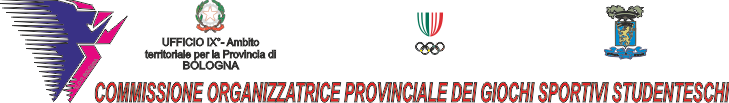 UFFICIO IX°- Ambito
territoriale per la Provincia di
BOLOGNA
COMMISSIONE ORGANIZZATRICE PROVINCIALE DEI GIOCHI SPORTIVI STUDENTESCHI